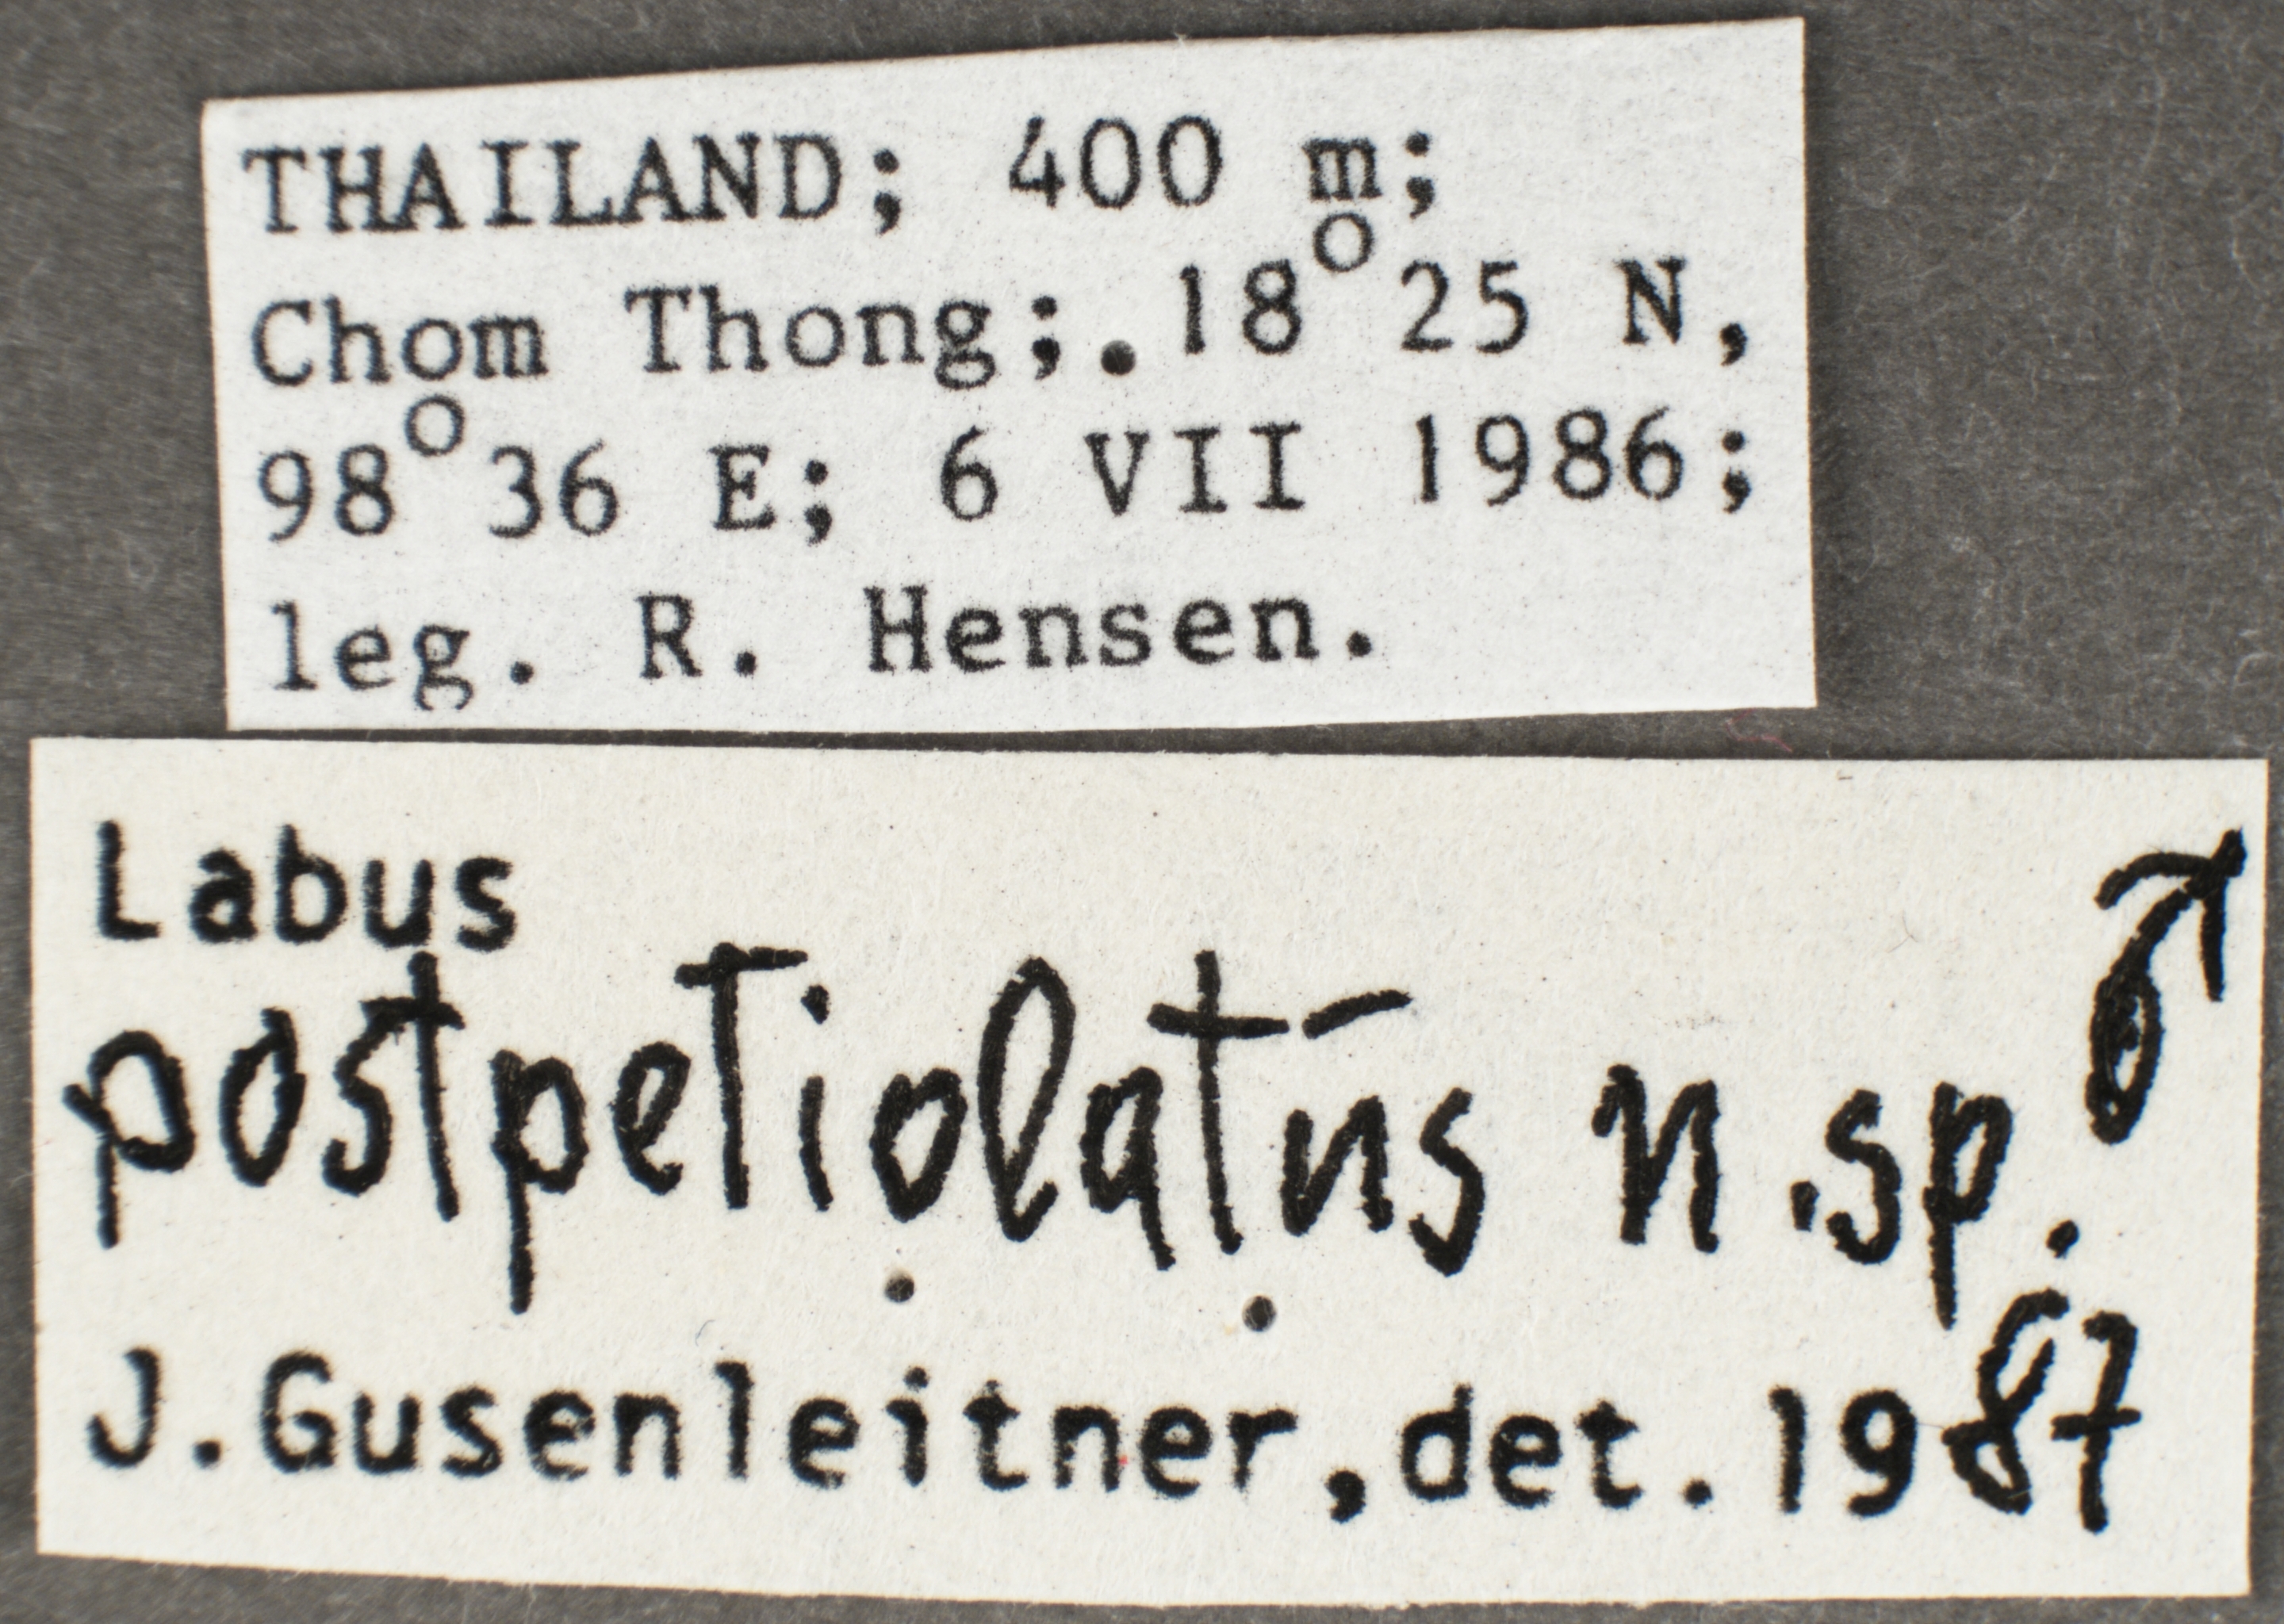 THAILAND; 400 m;
Chom Thong; 18°25 N,
98°36 E; 6 VII 1986;
leg. R. Hensen.
Labus ♂
postpetiolatus n.sp.
J.Gusenleitner,det.1987